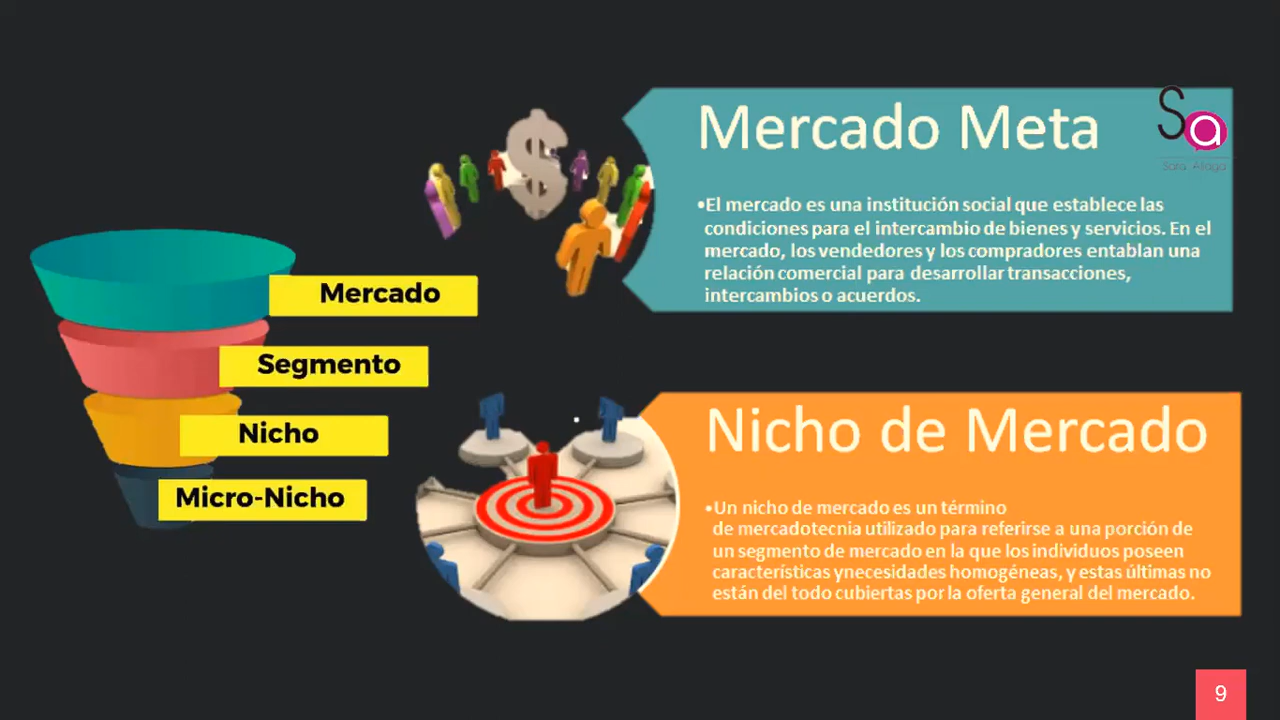 Mercado Meta
Sa
•El mercado es una institución social que establece las
condiciones para el intercambio de bienes y servicios. En el
mercado, los vendedores y los compradores entablan una
relación comercial para desarrollar transacciones,
intercambios o acuerdos.
Mercado
Segmento
Nicho
Micro-Nicho
Nicho de Mercado
•Un nicho de mercado es un término
de mercadotecnia utilizado para referirse a una porción de
un segmento de mercado en la que los individuos poseen
características ynecesidades homogéneas, y estas últimas no
están del todo cubiertas por la oferta general del mercado.
9